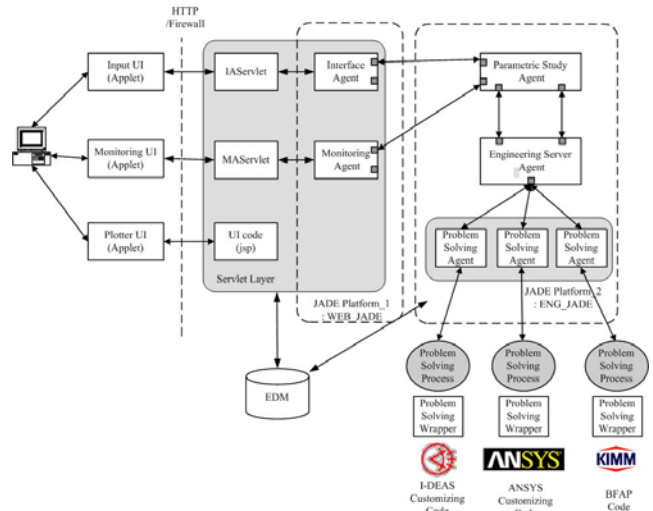 HTTP
/Firewall
Input UI
(Applet)
IAServlet
Interface
Agent
Parametric Study
Agent
Monitoring UI
(Applet)
MAServlet
Monitoring
Agent
Engineering Server
Agent
Plotter UI
(Applet)
UI code
(jsp)
Problem
Solving
Agent
Problem
Solving
Agent
Problem
Solving
Agent
Servlet Layer
JADE Platform_1
: WEB_JADE
JADE Platform_2
: ENG_JADE
EDM
Problem
Solving
Process
Problem
Solving
Process
Problem
Solving
Process
Problem
Solving
Wrapper
Problem
Solving
Wrapper
Problem
Solving
Wrapper
ANSYS
KIMM
I-DEAS
Customizing
Code
ANSYS
Customizing
Code
BFAP
Code